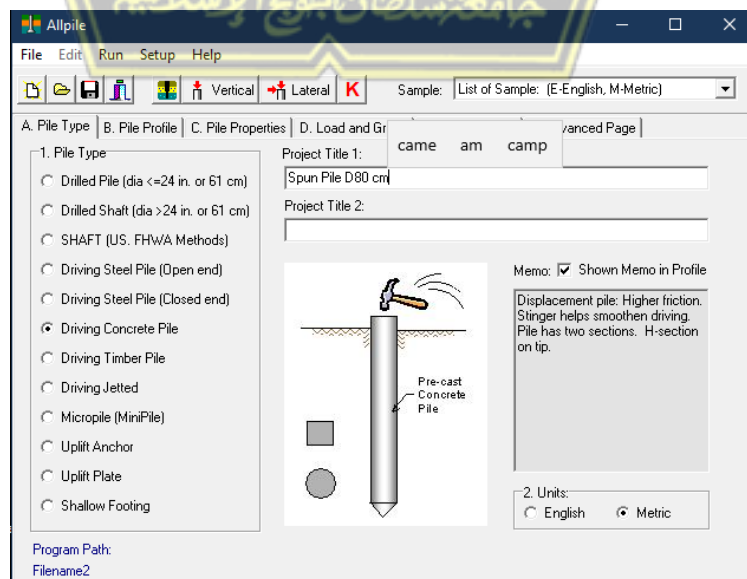 Allpile
File Edit Run Setup Help
Vertical Lateral K Sample: List of Sample: (E-English, M-Metric)
A. Pile Type B. Pile Profile C. Pile Properties D. Load and Gr vanced Page
came am camp
1. Pile Type
Drilled Pile (dia <=24 in. or 61 cm)
Drilled Shaft (dia >24 in. or 61 cm)
SHAFT (US. FHWA Methods)
Driving Steel Pile (Open end)
Driving Steel Pile (Closed end)
Driving Concrete Pile
Driving Timber Pile
Driving Jetted
Micropile (MiniPile)
Uplift Anchor
Uplift Plate
Shallow Footing
Project Title 1:
Spun Pile D80 cm
Project Title 2:
Pre-cast
Concrete
Pile
Memo: Shown Memo in Profile
Displacement pile: Higher friction.
Stinger helps smoothen driving.
Pile has two sections. H-section
on tip.
2. Units:
English Metric
Program Path:
Filename2